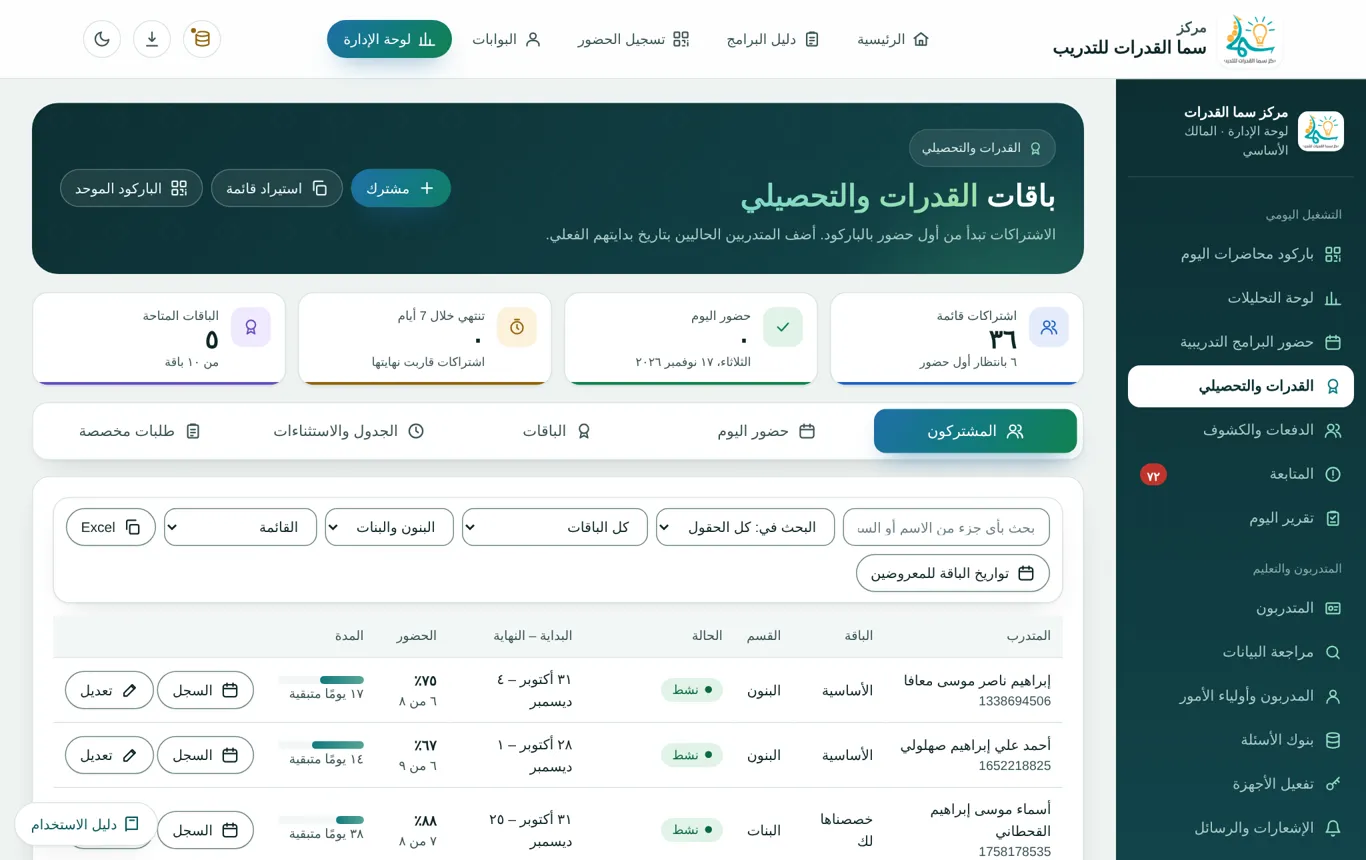 مركز
سما القدرات للتدريب
الرئيسية
دليل البرامج
تسجيل الحضور
البوابات
لوحة الإدارة
مركز سما القدرات
لوحة الإدارة · المالك
الأساسي
التشغيل اليومي
باركود محاضرات اليوم
لوحة التحليلات
حضور البرامج التدريبية
القدرات والتحصيلي
الدفعات والكشوف
المتابعة
٧٢
تقرير اليوم
المتدربون والتعليم
المتدربون
مراجعة البيانات
المدربون وأولياء الأمور
بنوك الأسئلة
تفعيل الأجهزة
الإشعارات والرسائل
القدرات والتحصيلي
باقات القدرات والتحصيلي
الاشتراكات تبدأ من أول حضور بالباركود. أضف المتدربين الحاليين بتاريخ بدايتهم الفعلي.
مشترك
استيراد قائمة
الباركود الموحد
اشتراكات قائمة
٣٦
٦ بانتظار أول حضور
حضور اليوم
٠
الثلاثاء، ١٧ نوفمبر ٢٠٢٦
تنتهي خلال 7 أيام
٠
اشتراكات قاربت نهايتها
الباقات المتاحة
٥
من ١٠ باقة
المشتركون
حضور اليوم
الباقات
الجدول والاستثناءات
طلبات مخصصة
بحث بأي جزء من الاسم أو الس
البحث في: كل الحقول
كل الباقات
البنون والبنات
القائمة
Excel
تواريخ الباقة للمعروضين
المتدرب الباقة القسم الحالة البداية – النهاية الحضور المدة
إبراهيم ناصر موسى معافا
1338694506
الأساسية
البنون
نشط
٣١ أكتوبر – ٤
ديسمبر
٧٥٪
٦ من ٨
١٧ يومًا متبقية
السجل
تعديل
أحمد علي إبراهيم صهلولي
1652218825
الأساسية
البنون
نشط
٢٨ أكتوبر – ١
ديسمبر
٦٧٪
٦ من ٩
١٤ يومًا متبقية
السجل
تعديل
أسماء موسى إبراهيم
القحطاني
1758178535
خصصناها
لك
البنات
نشط
٣١ أكتوبر – ٢٥
ديسمبر
٨٨٪
٧ من ٨
٣٨ يومًا متبقية
السجل
دليل الاستخدام